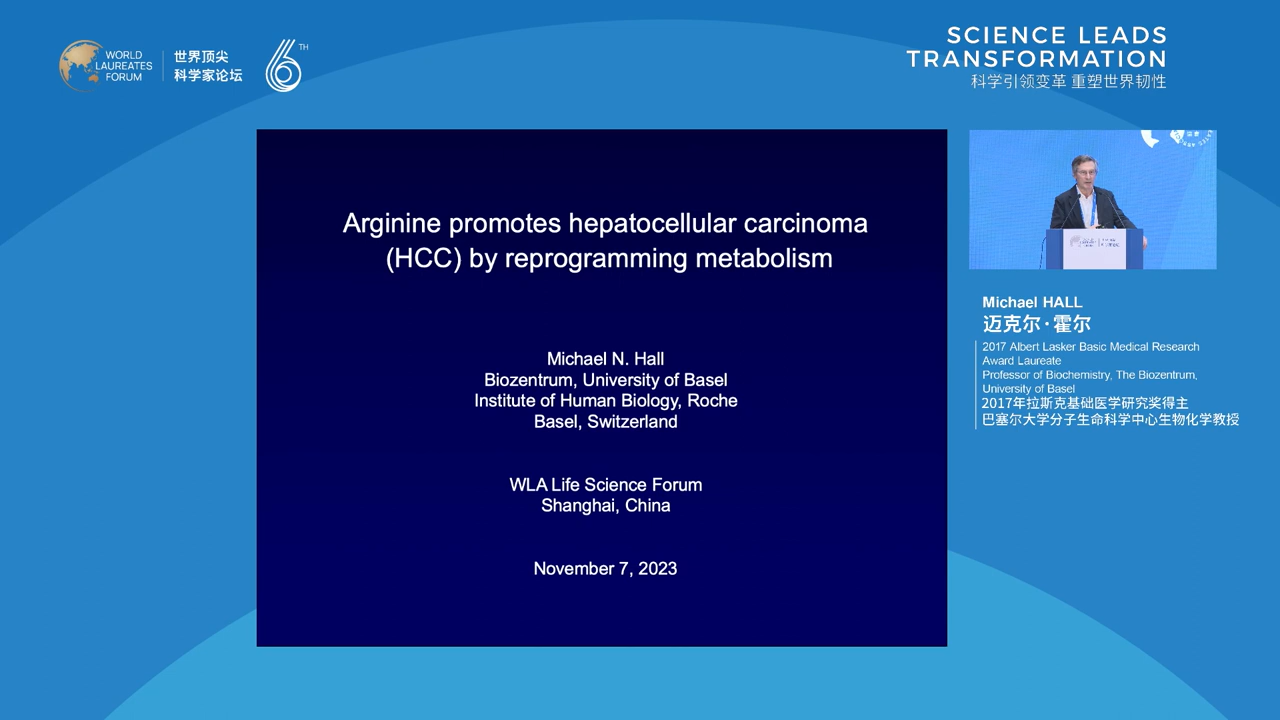 WORLD
LAUREATES
FORUM
世界顶尖
科学家论坛
6TH
SCIENCE LEADS
TRANSFORMATION
科学引领变革 重塑世界韧性
Arginine promotes hepatocellular carcinoma
(HCC) by reprogramming metabolism
Michael N. Hall
Biozentrum, University of Basel
Institute of Human Biology, Roche
Basel, Switzerland
WLA Life Science Forum
Shanghai, China
November 7, 2023
Michael HALL
迈克尔·霍尔
2017 Albert Lasker Basic Medical Research
Award Laureate
Professor of Biochemistry, The Biozentrum,
University of Basel
2017年拉斯克基础医学研究奖得主
巴塞尔大学分子生命科学中心生物化学教授